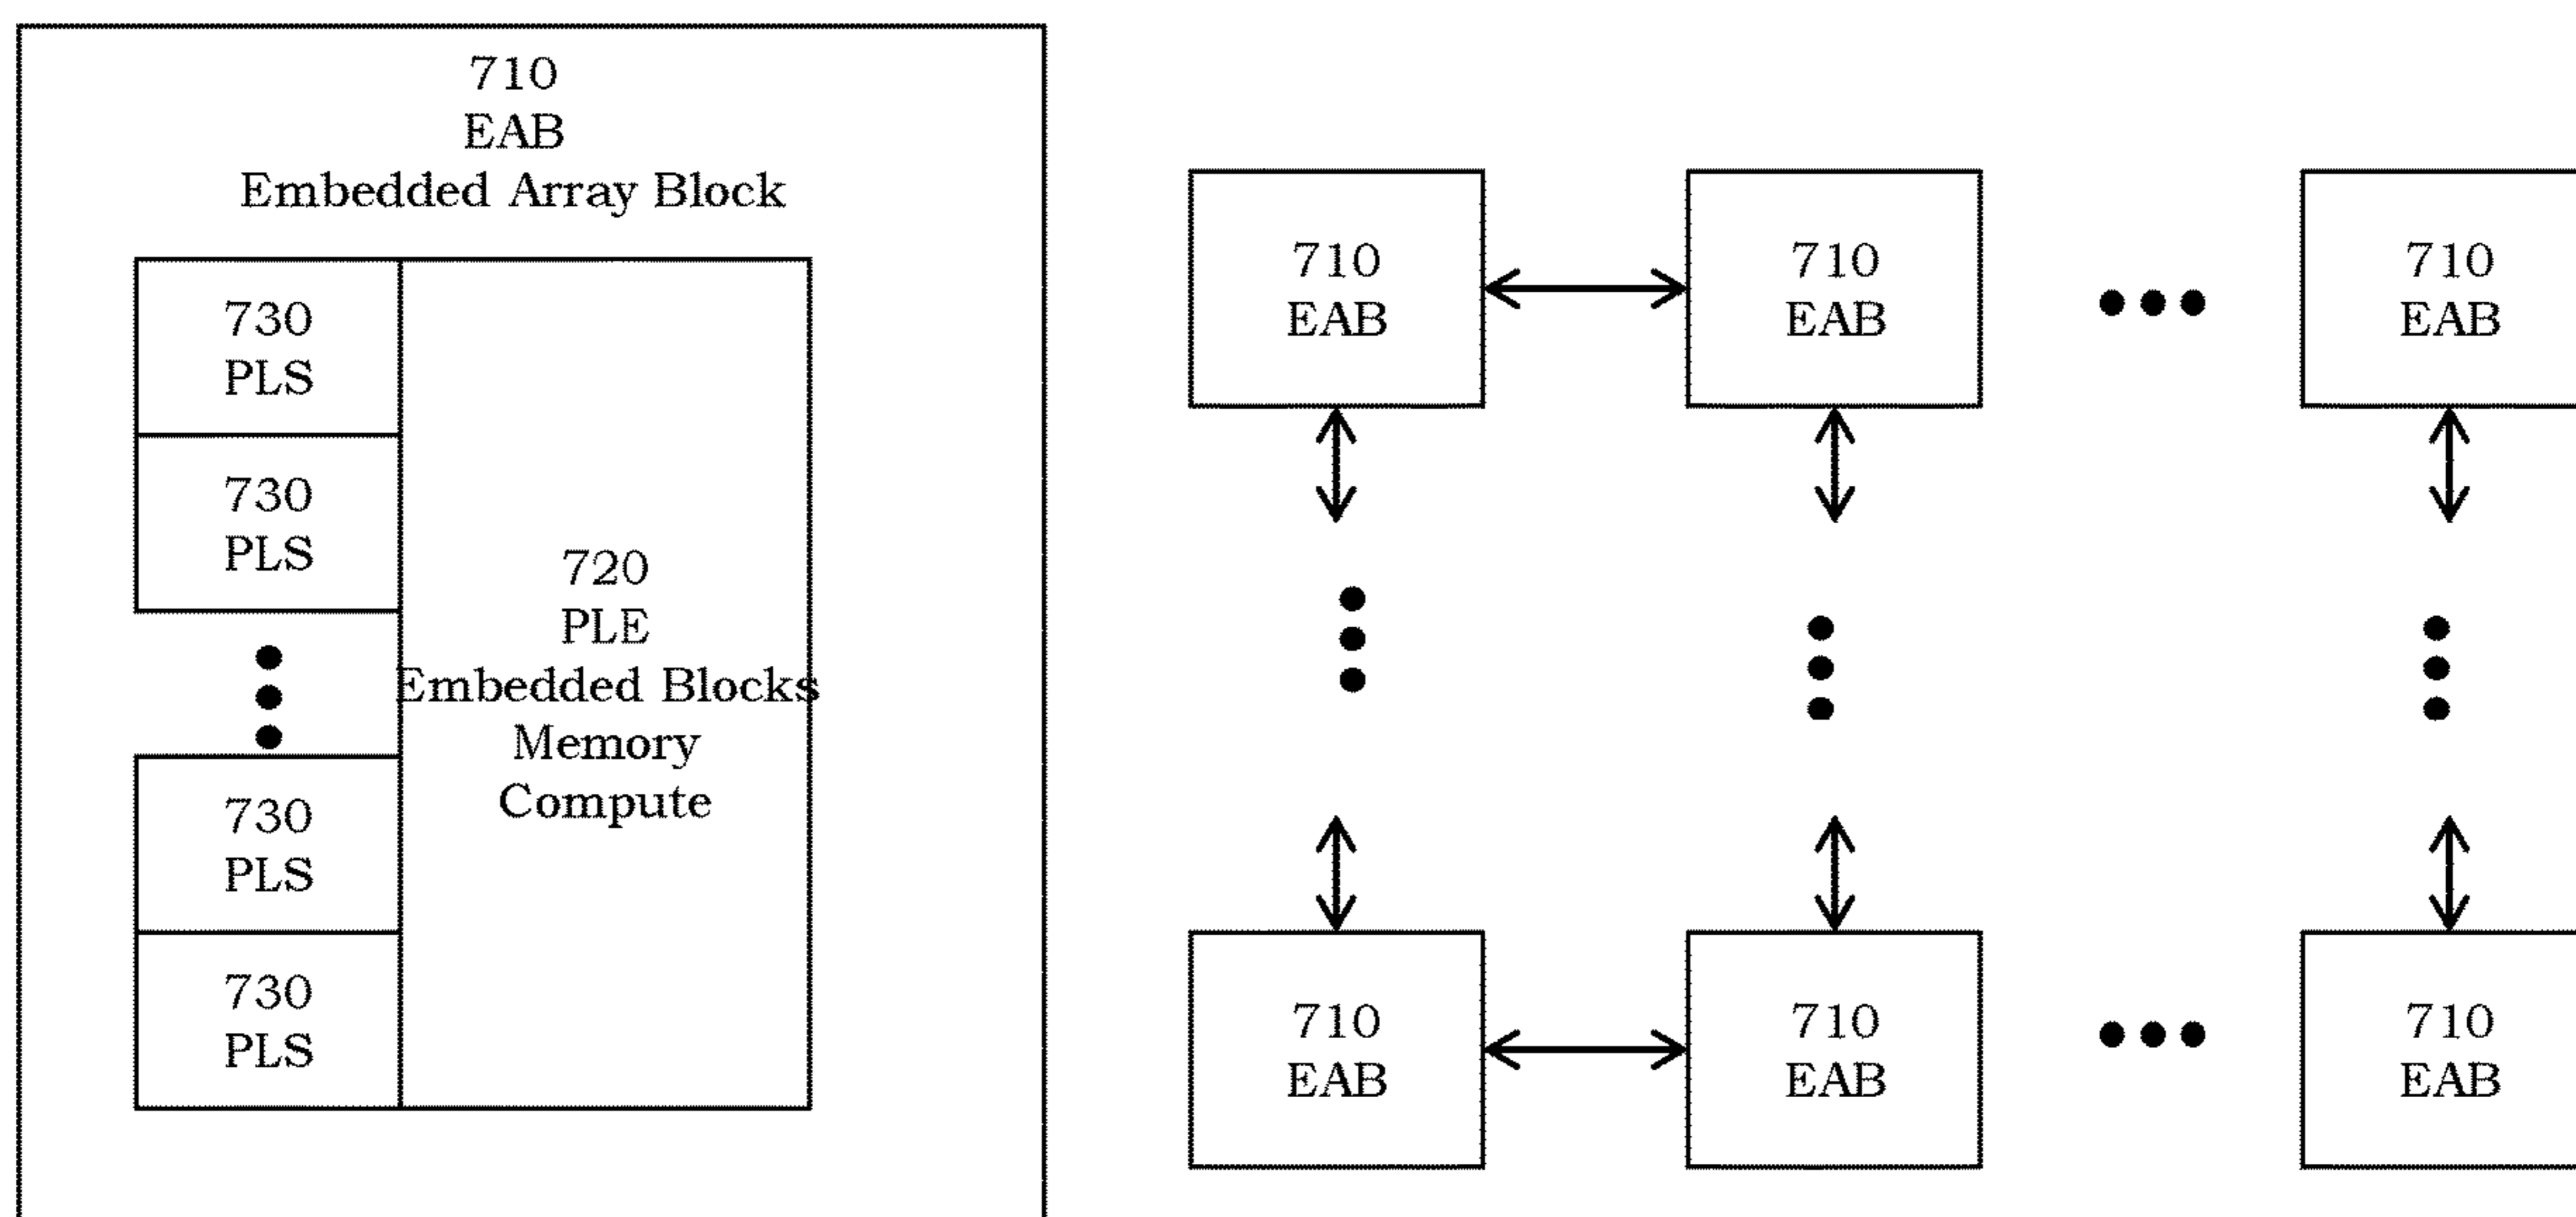 710
EAB
Embedded Array Block
730
PLS
730
PLS
730
PLS
730
PLS
720
PLE
Embedded Blocks
Memory
Compute
710
EAB
710
EAB
710
EAB
710
EAB
710
EAB
710
EAB